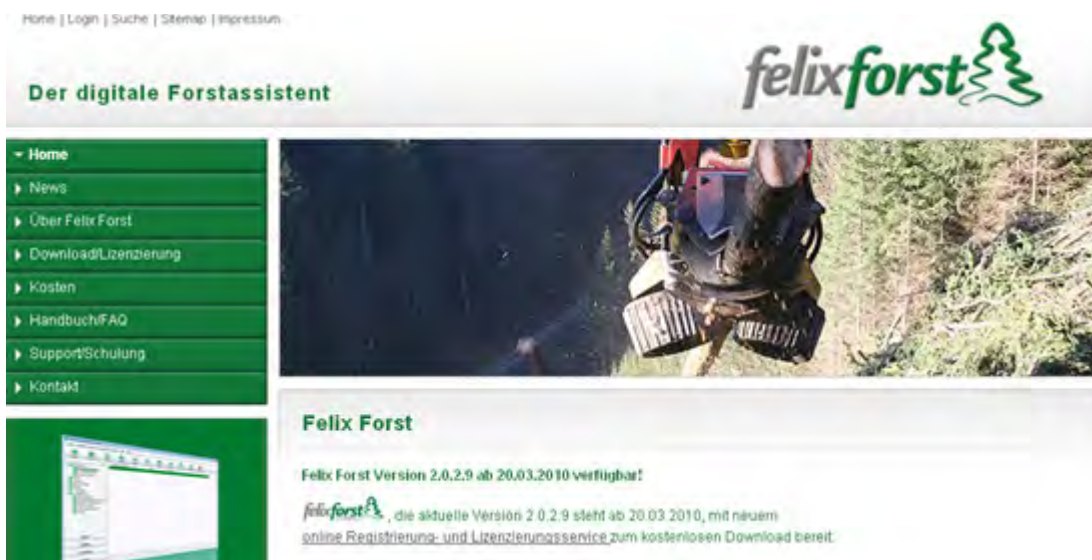 Home | Login | Suche | Sitemap | Impressum
felixforst
Der digitale Forstassistent
Home
News
Über Felix Forst
Download/Lizenzierung
Kosten
Handbuch/FAQ
Support/Schulung
Kontakt
Felix Forst
Felix Forst Version 2.0.2.9 ab 20.03.2010 verfügbar!
felixforst , die aktuelle Version 2.0.2.9 steht ab 20.03.2010, mit neuem
online Registrierung- und Lizenzierungsservice zum kostenlosen Download bereit.